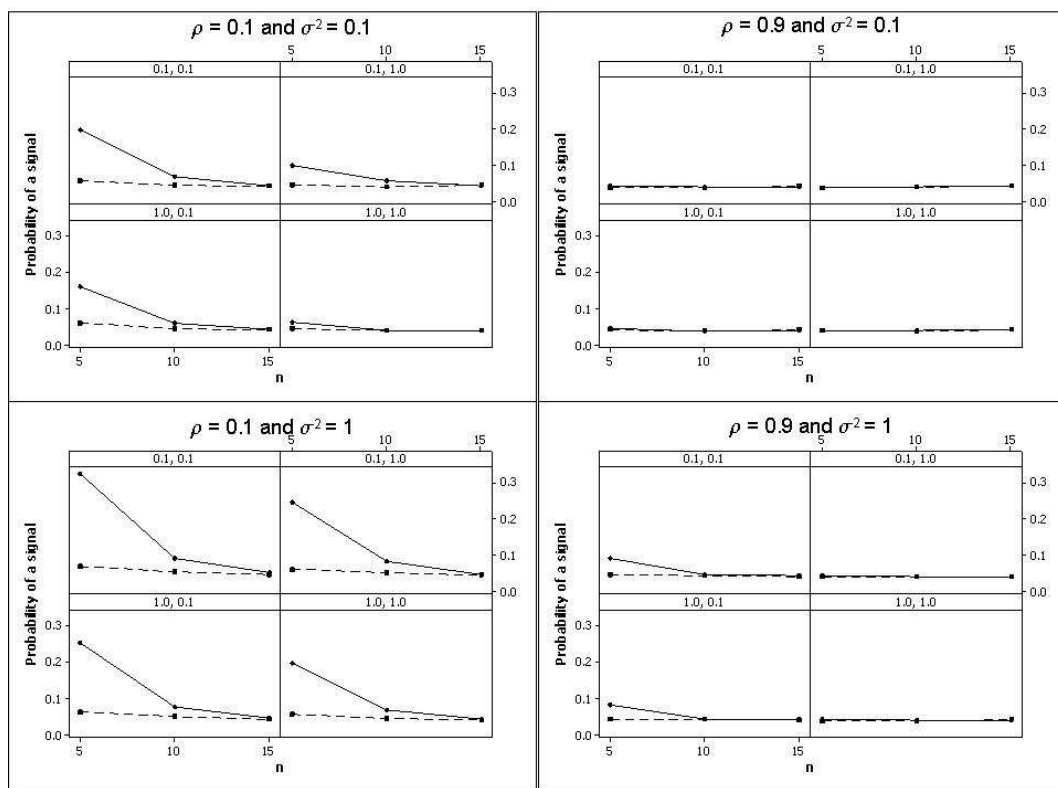 ρ = 0.1 and σ² = 0.1
5 10 15
0.1, 0.1 0.1, 1.0
0.3
0.2
0.1
0.0
1.0, 0.1 1.0, 1.0
0.3
0.2
0.1
0.0
Probability of a signal
5 10 15
n
ρ = 0.9 and σ² = 0.1
5 10 15
0.1, 0.1 0.1, 1.0
0.3
0.2
0.1
0.0
1.0, 0.1 1.0, 1.0
0.3
0.2
0.1
0.0
Probability of a signal
5 10 15
n
ρ = 0.1 and σ² = 1
5 10 15
0.1, 0.1 0.1, 1.0
0.3
0.2
0.1
0.0
1.0, 0.1 1.0, 1.0
0.3
0.2
0.1
0.0
Probability of a signal
5 10 15
n
ρ = 0.9 and σ² = 1
5 10 15
0.1, 0.1 0.1, 1.0
0.3
0.2
0.1
0.0
1.0, 0.1 1.0, 1.0
0.3
0.2
0.1
0.0
Probability of a signal
5 10 15
n